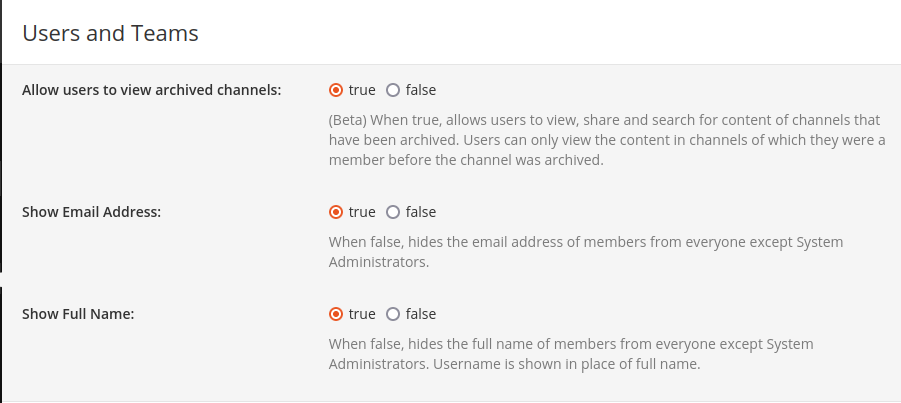 Users and Teams
Allow users to view archived channels: true false
(Beta) When true, allows users to view, share and search for content of channels that
have been archived. Users can only view the content in channels of which they were a
member before the channel was archived.
Show Email Address: true false
When false, hides the email address of members from everyone except System
Administrators.
Show Full Name: true false
When false, hides the full name of members from everyone except System
Administrators. Username is shown in place of full name.